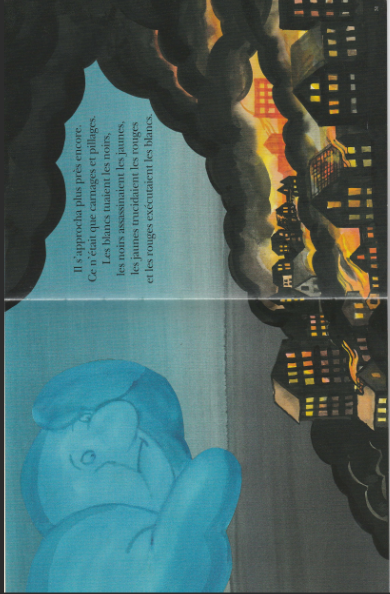 Il s'approcha plus près encore.
Ce n'était que carnages et pillages.
Les blancs tuaient les noirs,
les noirs assassinaient les jaunes,
les jaunes trucidaient les rouges
et les rouges exécutaient les blancs.